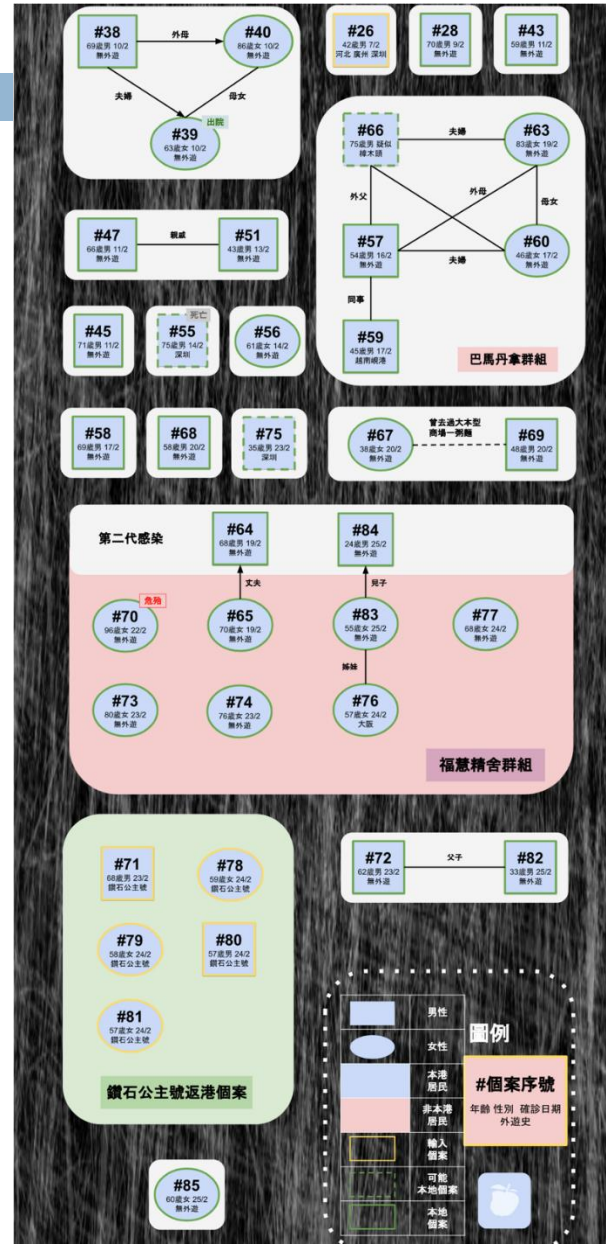 #38
69歲男 10/2
無外遊
外母
#40
86歲女 10/2
無外遊
夫婦
母女
出院
#39
63歲女 10/2
無外遊
#26
42歲男 7/2
河北 廣州 深圳
#28
70歲男 9/2
無外遊
#43
59歲男 11/2
無外遊
#66
75歲男 疑似
樟木頭
夫婦
#63
83歲女 19/2
無外遊
外父
外母
母女
#57
54歲男 16/2
無外遊
夫婦
#60
46歲女 17/2
無外遊
同事
#59
45歲男 17/2
越南峴港
巴馬丹拿群組
#47
66歲男 11/2
無外遊
親戚
#51
43歲男 13/2
無外遊
#45
71歲男 11/2
無外遊
死亡
#55
75歲男 14/2
深圳
#56
61歲女 14/2
無外遊
#58
69歲男 17/2
無外遊
#68
58歲男 20/2
無外遊
#75
35歲男 23/2
深圳
#67
38歲女 20/2
無外遊
曾去過大本型
商場一粥麵
#69
48歲男 20/2
無外遊
第二代感染
#64
68歲男 19/2
無外遊
#84
24歲男 25/2
無外遊
丈夫
兒子
危殆
#70
96歲女 22/2
無外遊
#65
70歲女 19/2
無外遊
#83
55歲女 25/2
無外遊
#77
68歲女 24/2
無外遊
姊妹
#73
80歲女 23/2
無外遊
#74
76歲女 23/2
無外遊
#76
57歲女 24/2
大阪
福慧精舍群組
#71
68歲男 23/2
鑽石公主號
#78
59歲女 24/2
鑽石公主號
#79
58歲女 24/2
鑽石公主號
#80
57歲男 24/2
鑽石公主號
#81
57歲女 24/2
鑽石公主號
鑽石公主號返港個案
#72
62歲男 23/2
無外遊
父子
#82
33歲男 25/2
無外遊
#85
60歲女 25/2
無外遊
圖例
男性
女性
本港
居民
非本港
居民
輸入
個案
可能
本地個案
本地
個案
#個案序號
年齡 性別 確診日期
外遊史